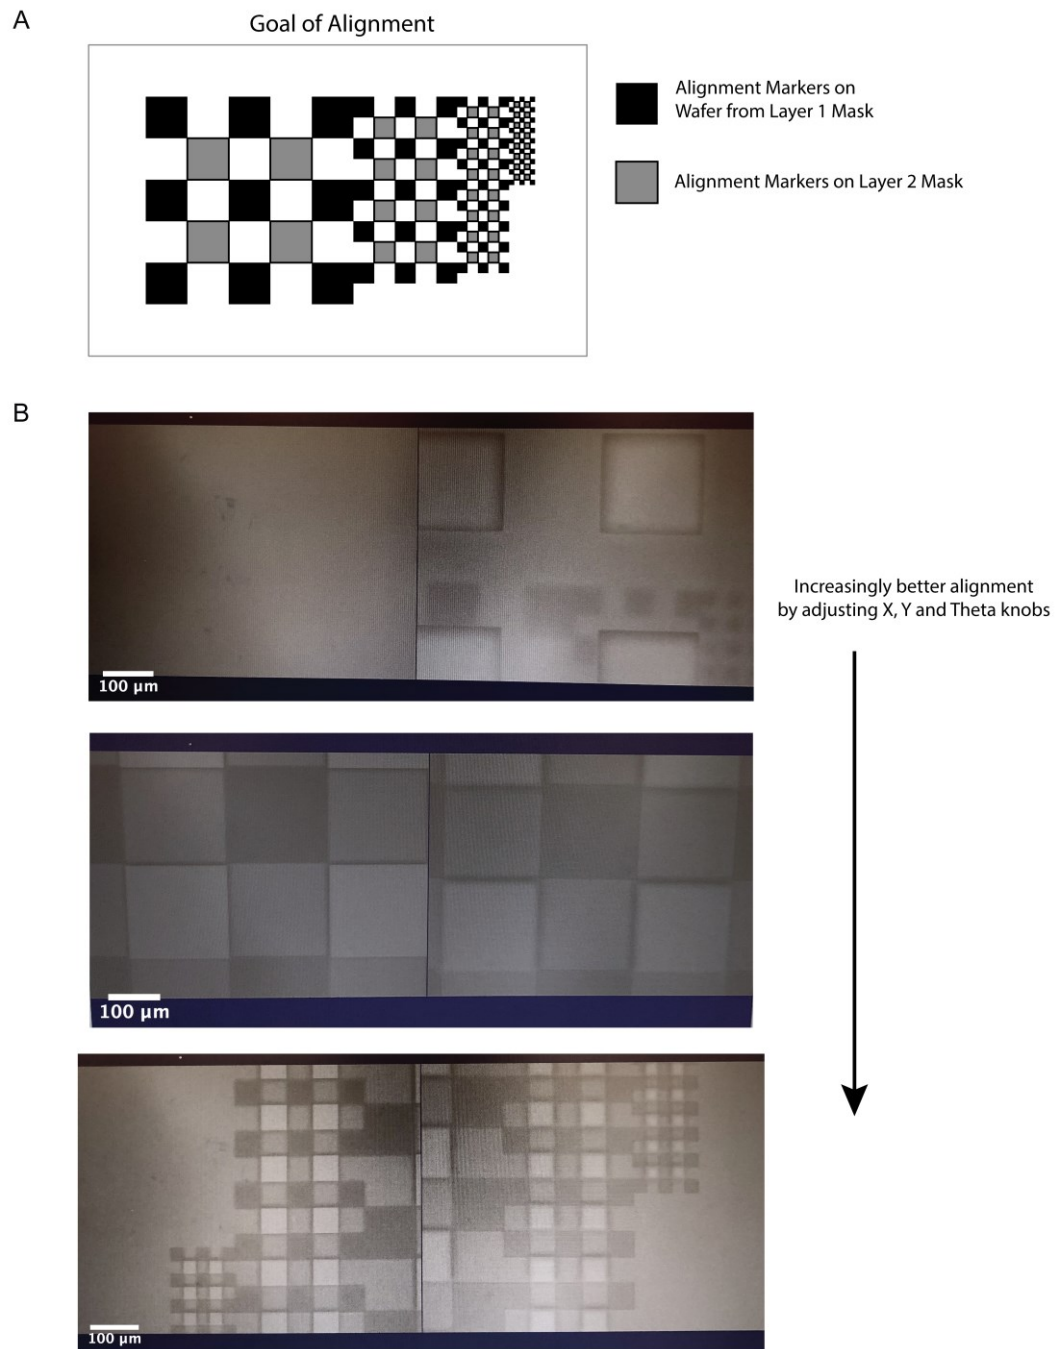 A
Goal of Alignment
Alignment Markers on
Wafer from Layer 1 Mask
Alignment Markers on Layer 2 Mask
B
100 µm
Increasingly better alignment
by adjusting X, Y and Theta knobs
100 µm
100 µm